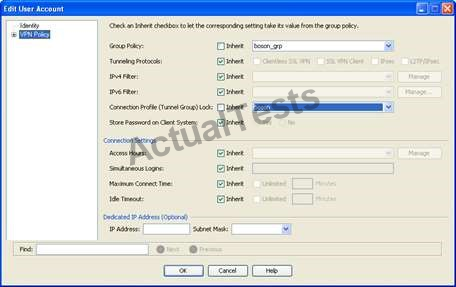 Edit User Account
Identity
VPN Policy
Check an Inherit checkbox to let the corresponding setting take its value from the group policy.
Group Policy: Inherit boson_grp
Tunneling Protocols: Inherit Clientless SSL VPN SSL VPN Client IPsec L2TP/IPsec
IPv4 Filter: Inherit Manage
IPv6 Filter: Inherit Manage...
Connection Profile (Tunnel Group) Lock: Inherit boson
Store Password on Client System: Inherit No
Connection Settings
Access Hours: Inherit Manage
Simultaneous Logins: Inherit
Maximum Connect Time: Inherit Unlimited Minutes
Idle Timeout: Inherit Unlimited Minutes
Dedicated IP Address (Optional)
IP Address: Subnet Mask:
Find: Next Previous
OK Cancel Help
ActualTests